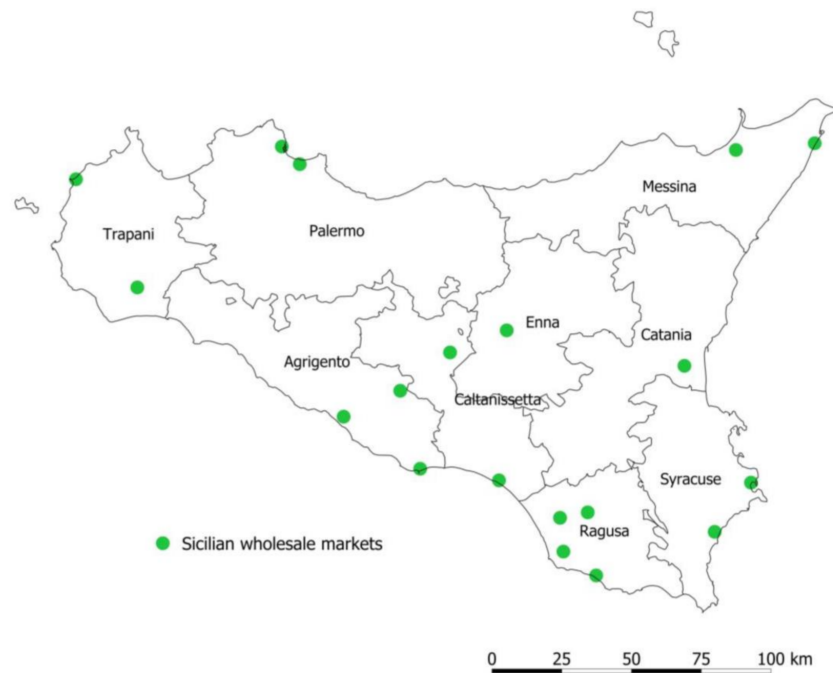 Messina
Trapani
Palermo
Enna
Catania
Agrigento
Caltanissetta
Syracuse
Ragusa
Sicilian wholesale markets
0 25 50 75 100 km